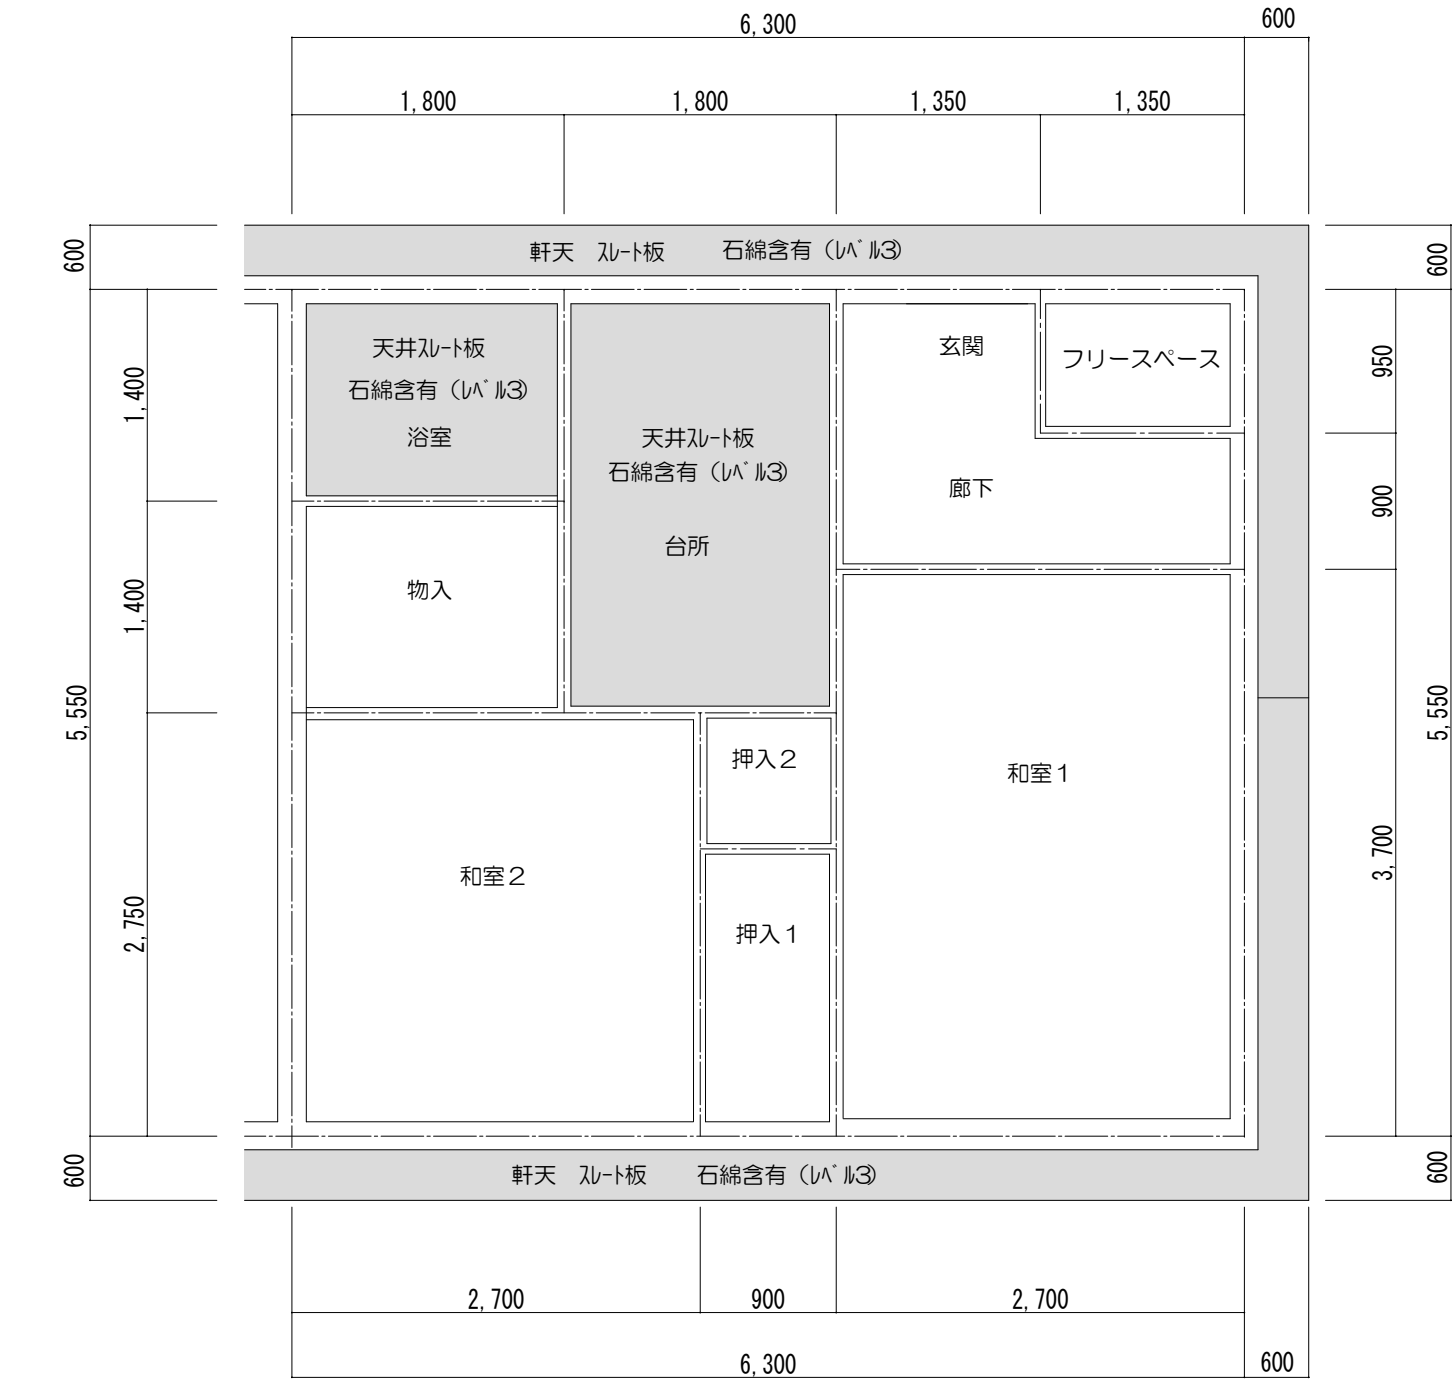 6,300
600
1,800
1,800
1,350
1,350
600
軒天 スレート板 石綿含有（レベル3）
600
天井スレート板
石綿含有（レベル3）
浴室
天井スレート板
石綿含有（レベル3）
台所
玄関
フリースペース
廊下
950
900
1,400
1,400
物入
5,550
2,750
押入２
和室１
和室２
押入１
5,550
3,700
600
軒天 スレート板 石綿含有（レベル3）
600
2,700
900
2,700
6,300
600